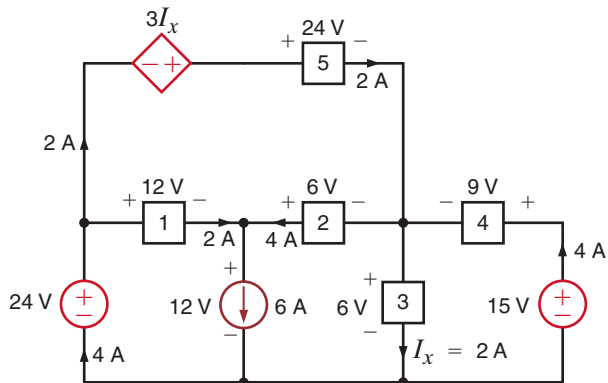 3Iₓ
24 V
+ −
− +
5
2 A
2 A
12 V
6 V
9 V
+ −
+ −
− +
1
2
4
2 A
4 A
4 A
24 V
+
−
4 A
+
12 V
6 A
−
+
6 V
3
−
Iₓ = 2 A
15 V
+
−